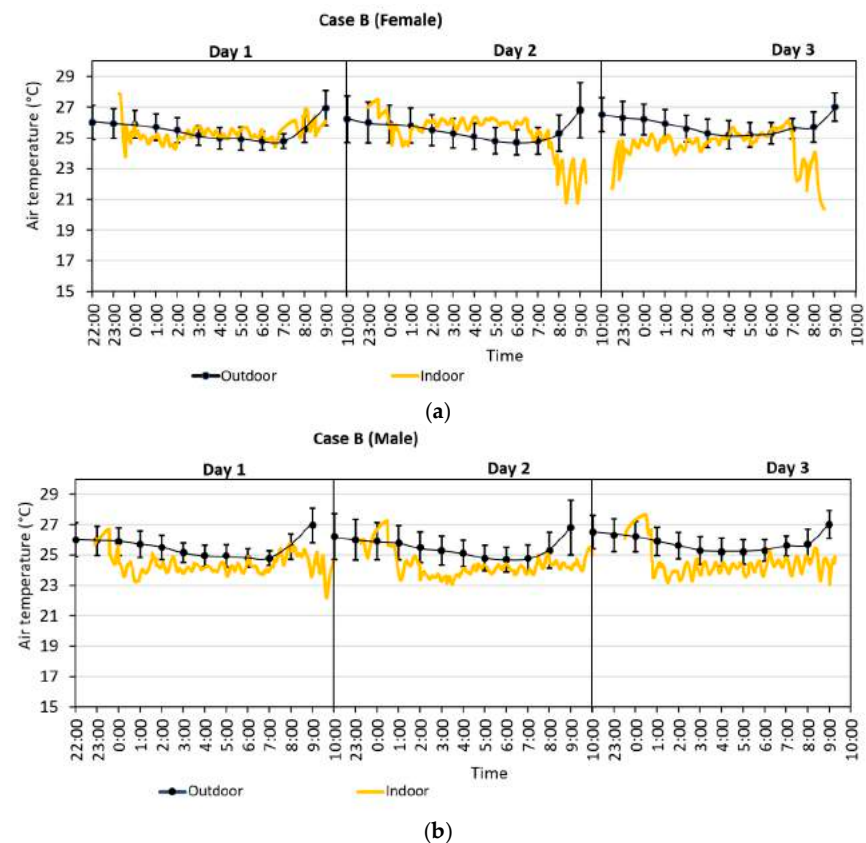 Case B (Female)
Day 1 Day 2 Day 3
Air temperature (°C)
29
27
25
23
21
19
17
15
22:00 23:00 0:00 1:00 2:00 3:00 4:00 5:00 6:00 7:00 8:00 9:00 10:00 23:00 0:00 1:00 2:00 3:00 4:00 5:00 6:00 7:00 8:00 9:00 10:00 23:00 0:00 1:00 2:00 3:00 4:00 5:00 6:00 7:00 8:00 9:00 10:00
Time
Outdoor Indoor
(a)
Case B (Male)
Day 1 Day 2 Day 3
Air temperature (°C)
29
27
25
23
21
19
17
15
22:00 23:00 0:00 1:00 2:00 3:00 4:00 5:00 6:00 7:00 8:00 9:00 10:00 23:00 0:00 1:00 2:00 3:00 4:00 5:00 6:00 7:00 8:00 9:00 10:00 23:00 0:00 1:00 2:00 3:00 4:00 5:00 6:00 7:00 8:00 9:00 10:00
Time
Outdoor Indoor
(b)